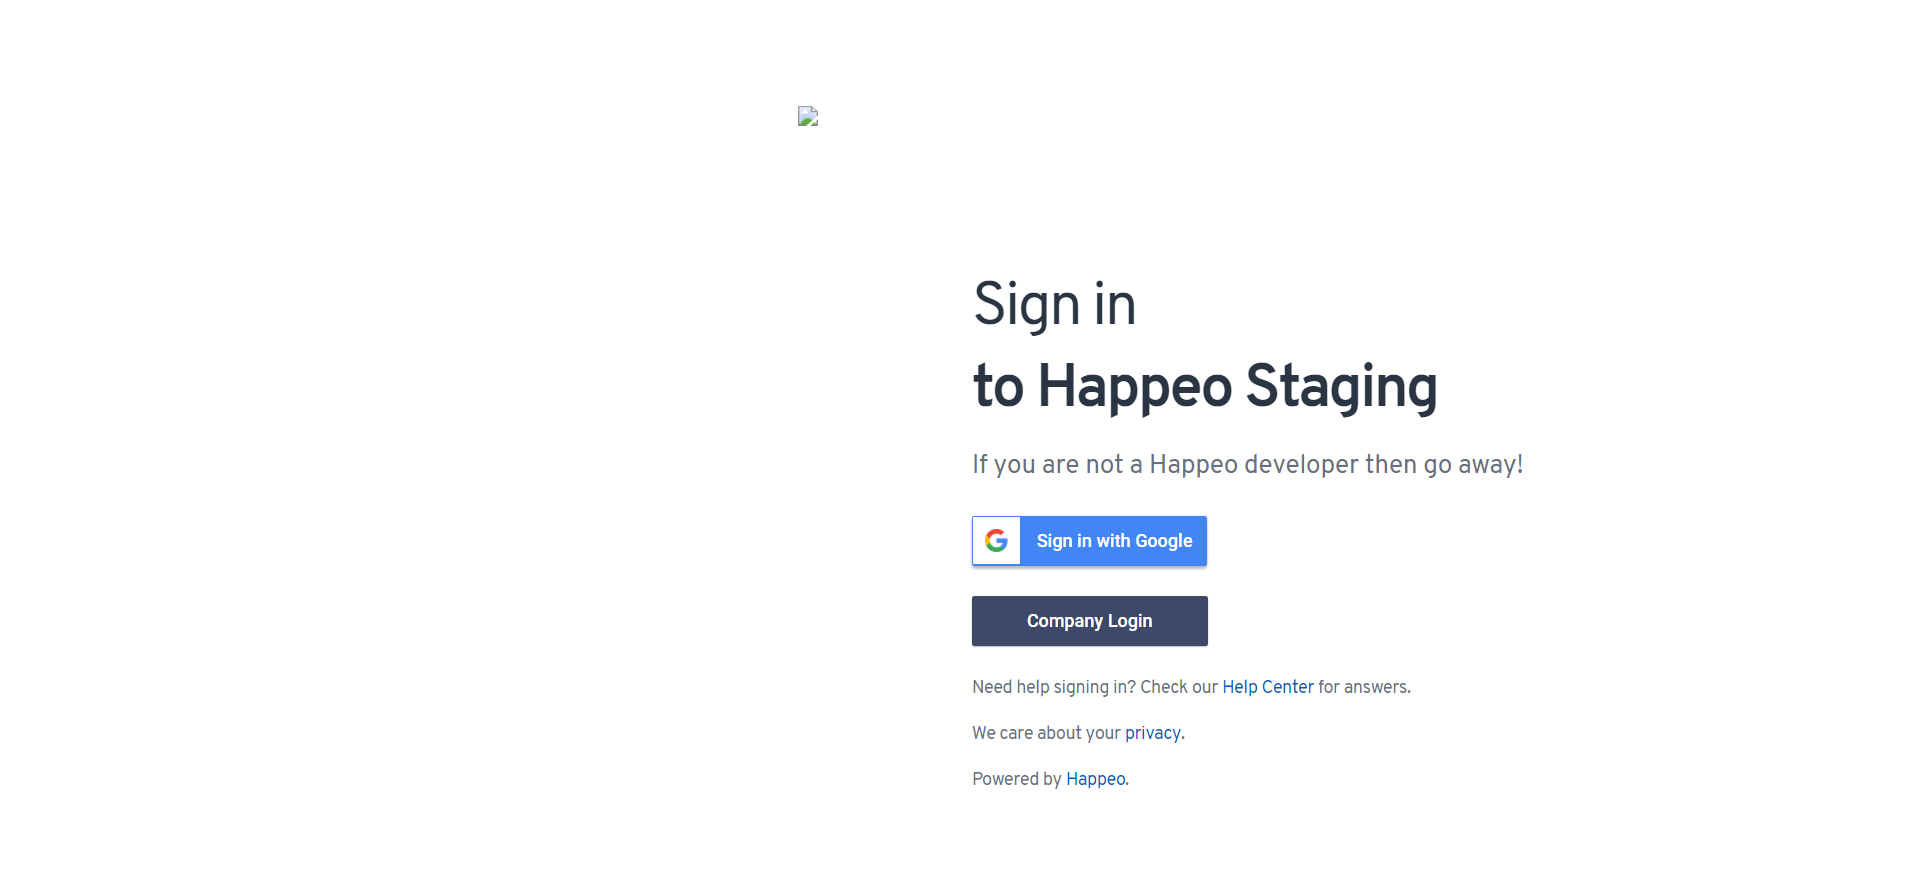 Sign in
to Happeo Staging
If you are not a Happeo developer then go away!
Sign in with Google
Company Login
Need help signing in? Check our Help Center for answers.
We care about your privacy.
Powered by Happeo.